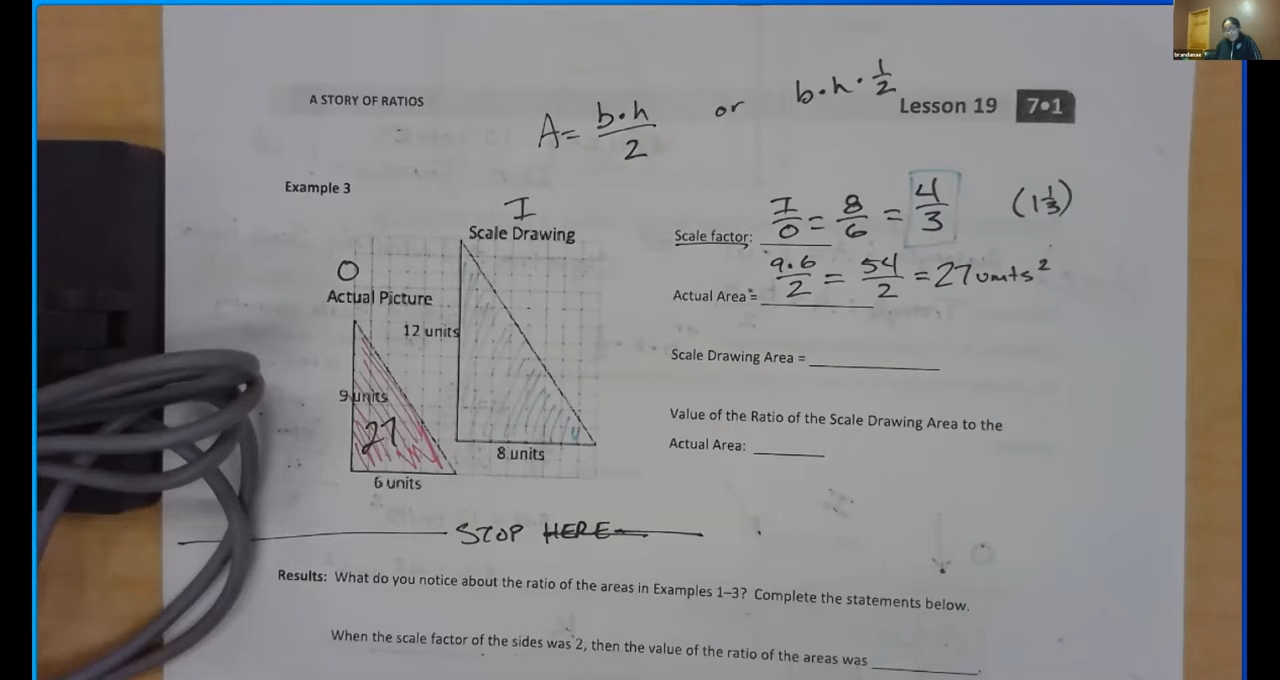 A STORY OF RATIOS
A = b•h / 2 or b•h•1/2
Lesson 19 7•1
Example 3
I
Scale Drawing
O
Actual Picture
12 units
9 units
27
8 units
6 units
Scale factor: I/O = 8/6 = 4/3 (1 1/3)
Actual Area = 9•6/2 = 54/2 = 27 units²
Scale Drawing Area =
Value of the Ratio of the Scale Drawing Area to the
Actual Area:
STOP HERE
Results: What do you notice about the ratio of the areas in Examples 1–3? Complete the statements below.
When the scale factor of the sides was 2, then the value of the ratio of the areas was ________.